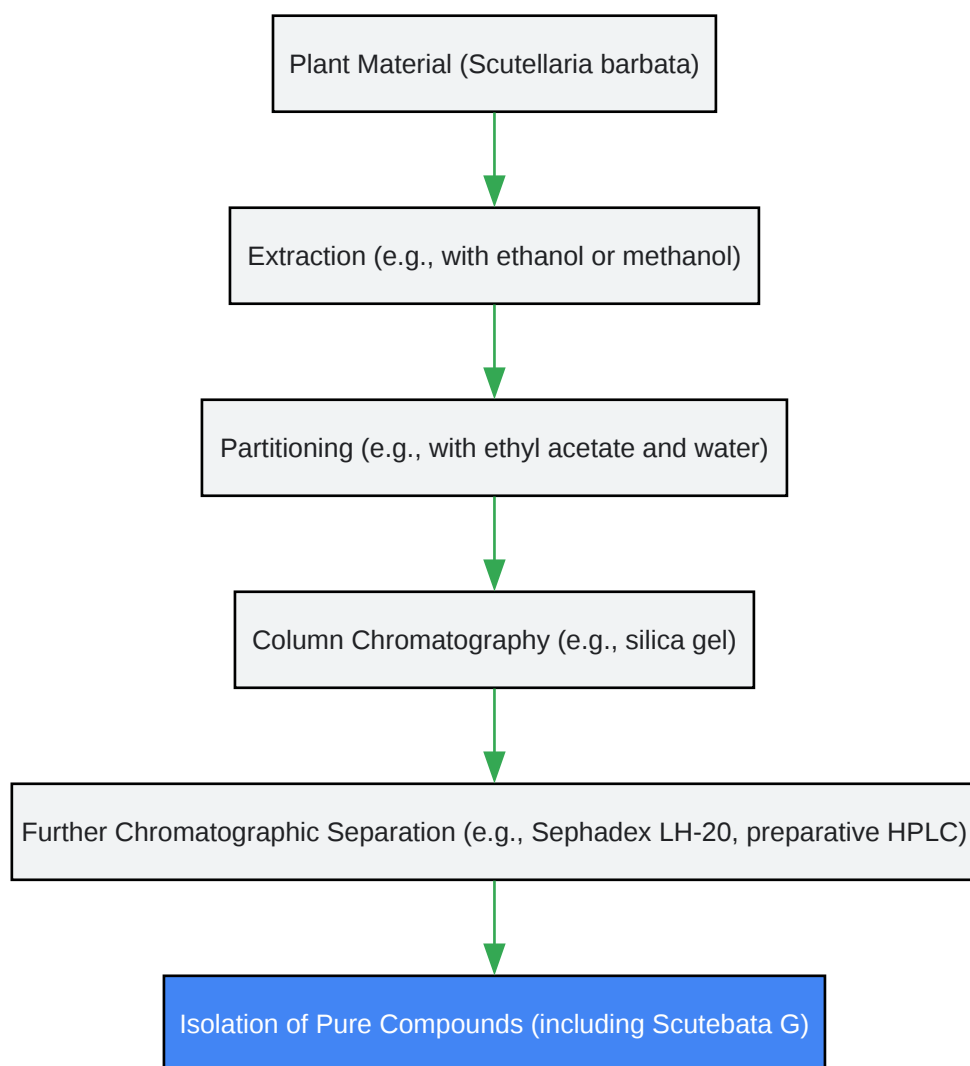 Plant Material (Scutellaria barbata)
Extraction (e.g., with ethanol or methanol)
Partitioning (e.g., with ethyl acetate and water)
Column Chromatography (e.g., silica gel)
Further Chromatographic Separation (e.g., Sephadex LH-20, preparative HPLC)
Isolation of Pure Compounds (including Scutebata G)